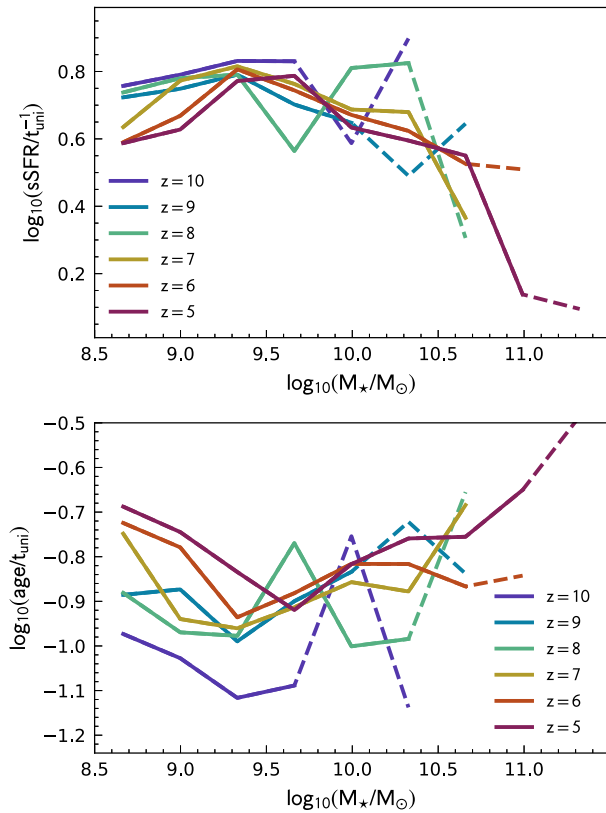 0.8
0.6
0.4
0.2
log₁₀(sSFR/t⁻¹ᵤₙᵢ)
z = 10
z = 9
z = 8
z = 7
z = 6
z = 5
8.5 9.0 9.5 10.0 10.5 11.0
log₁₀(M⋆/M⊙)
−0.5
−0.6
−0.7
−0.8
−0.9
−1.0
−1.1
−1.2
log₁₀(age/tᵤₙᵢ)
z = 10
z = 9
z = 8
z = 7
z = 6
z = 5
8.5 9.0 9.5 10.0 10.5 11.0
log₁₀(M⋆/M⊙)